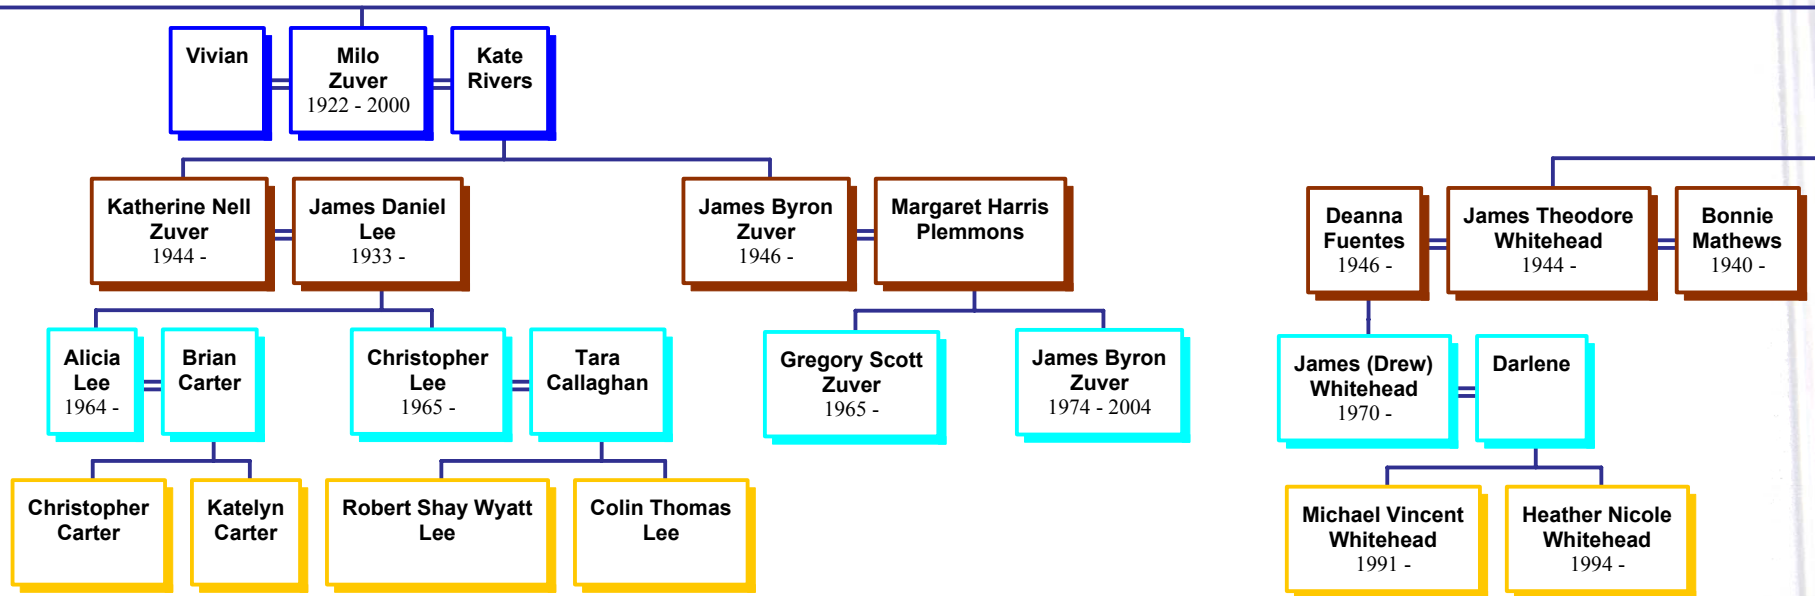 Vivian
Milo
Zuver
1922 - 2000
Kate
Rivers
Katherine Nell
Zuver
1944 -
James Daniel
Lee
1933 -
James Byron
Zuver
1946 -
Margaret Harris
Plemmons
Deanna
Fuentes
1946 -
James Theodore
Whitehead
1944 -
Bonnie
Mathews
1940 -
Alicia
Lee
1964 -
Brian
Carter
Christopher
Lee
1965 -
Tara
Callaghan
Gregory Scott
Zuver
1965 -
James Byron
Zuver
1974 - 2004
James (Drew)
Whitehead
1970 -
Darlene
Christopher
Carter
Katelyn
Carter
Robert Shay Wyatt
Lee
Colin Thomas
Lee
Michael Vincent
Whitehead
1991 -
Heather Nicole
Whitehead
1994 -